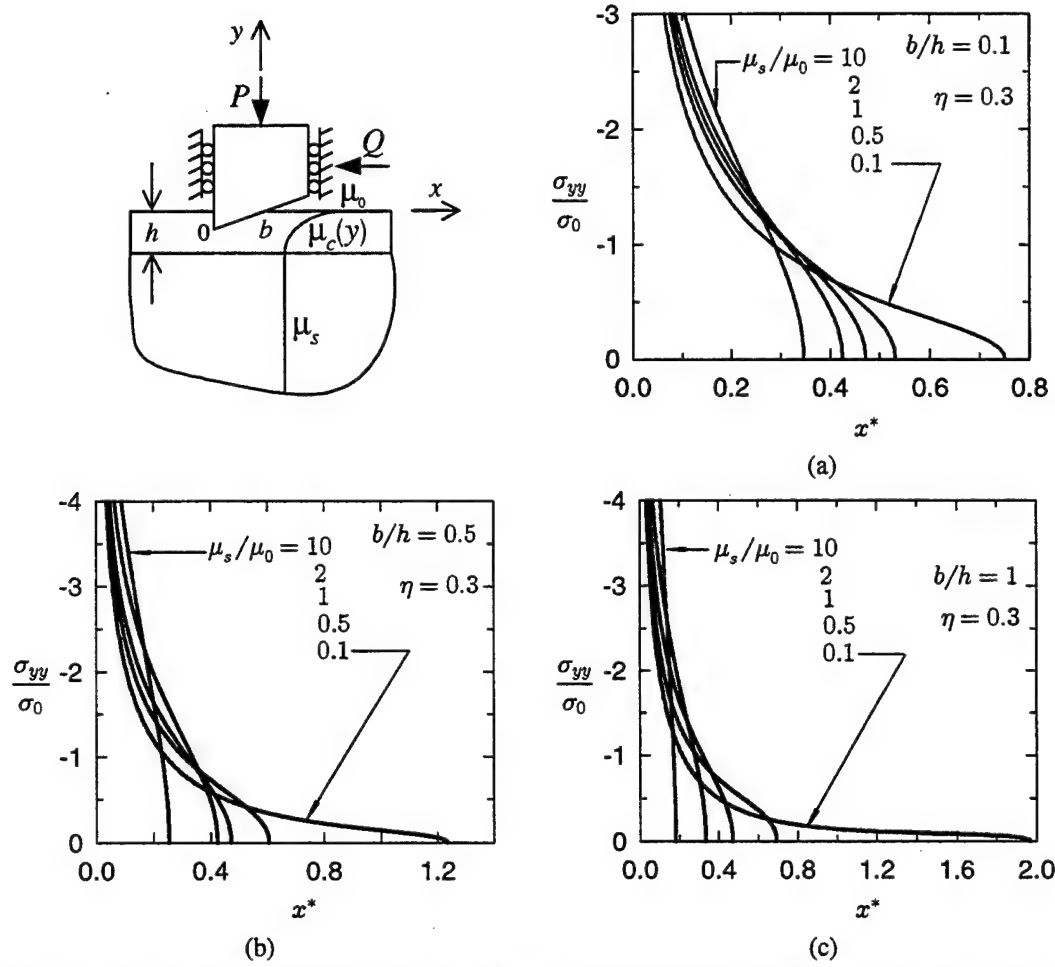 y
P
Q
x
μ₀
h
0
b
μc(y)
μs
-3
-2
-1
0
σyy
σ0
μs/μ0 = 10
2
1
0.5
0.1
b/h = 0.1
η = 0.3
0.0 0.2 0.4 0.6 0.8
x*
(a)
-4
-3
-2
-1
0
σyy
σ0
μs/μ0 = 10
2
1
0.5
0.1
b/h = 0.5
η = 0.3
0.0 0.4 0.8 1.2
x*
(b)
-4
-3
-2
-1
0
σyy
σ0
μs/μ0 = 10
2
1
0.5
0.1
b/h = 1
η = 0.3
0.0 0.4 0.8 1.2 1.6 2.0
x*
(c)